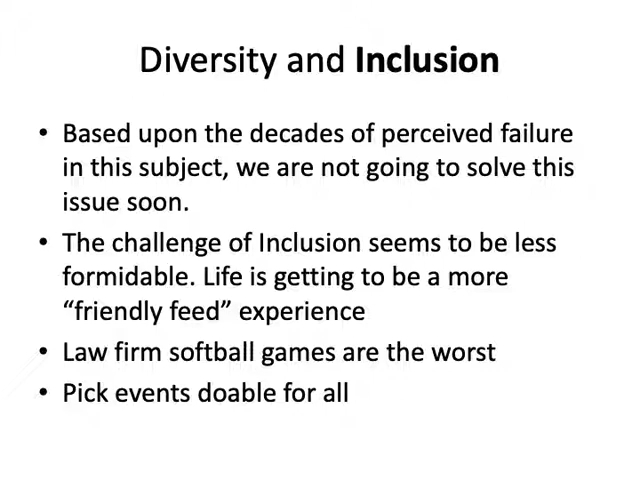 Diversity and Inclusion
• Based upon the decades of perceived failure
in this subject, we are not going to solve this
issue soon.
• The challenge of Inclusion seems to be less
formidable. Life is getting to be a more
“friendly feed” experience
• Law firm softball games are the worst
• Pick events doable for all